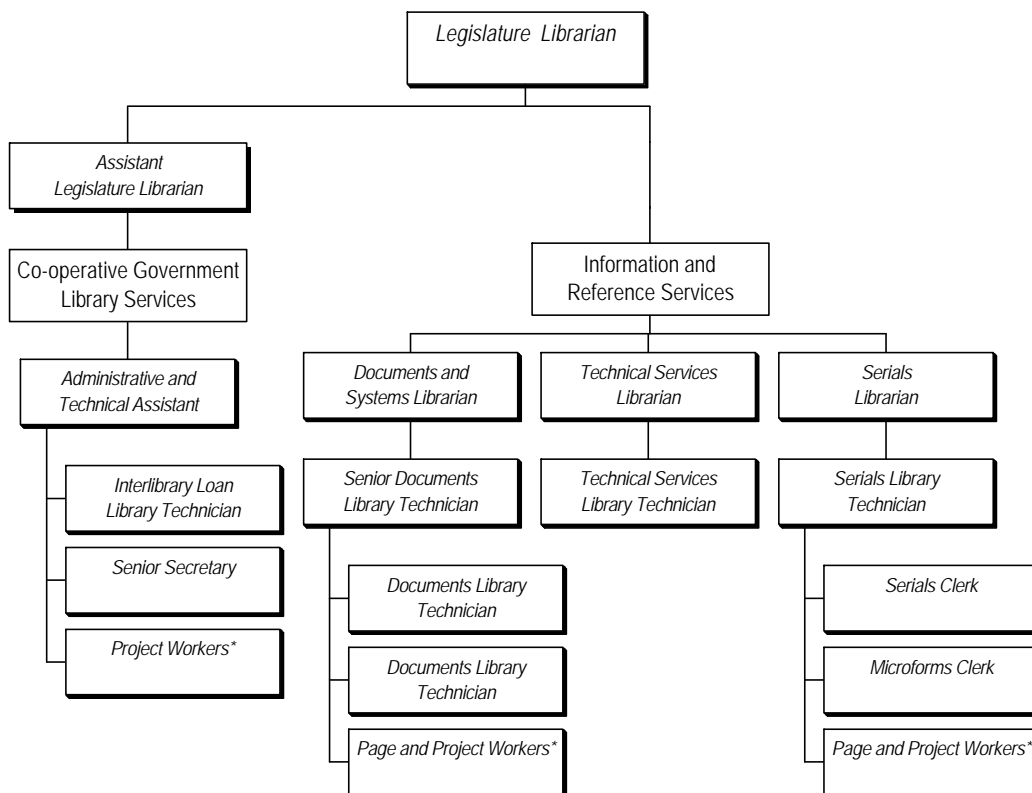 Legislature Librarian
Assistant
Legislature Librarian
Co-operative Government
Library Services
Information and
Reference Services
Administrative and
Technical Assistant
Documents and
Systems Librarian
Technical Services
Librarian
Serials
Librarian
Interlibrary Loan
Library Technician
Senior Documents
Library Technician
Technical Services
Library Technician
Serials Library
Technician
Senior Secretary
Documents Library
Technician
Serials Clerk
Project Workers*
Documents Library
Technician
Microforms Clerk
Page and Project Workers*
Page and Project Workers*